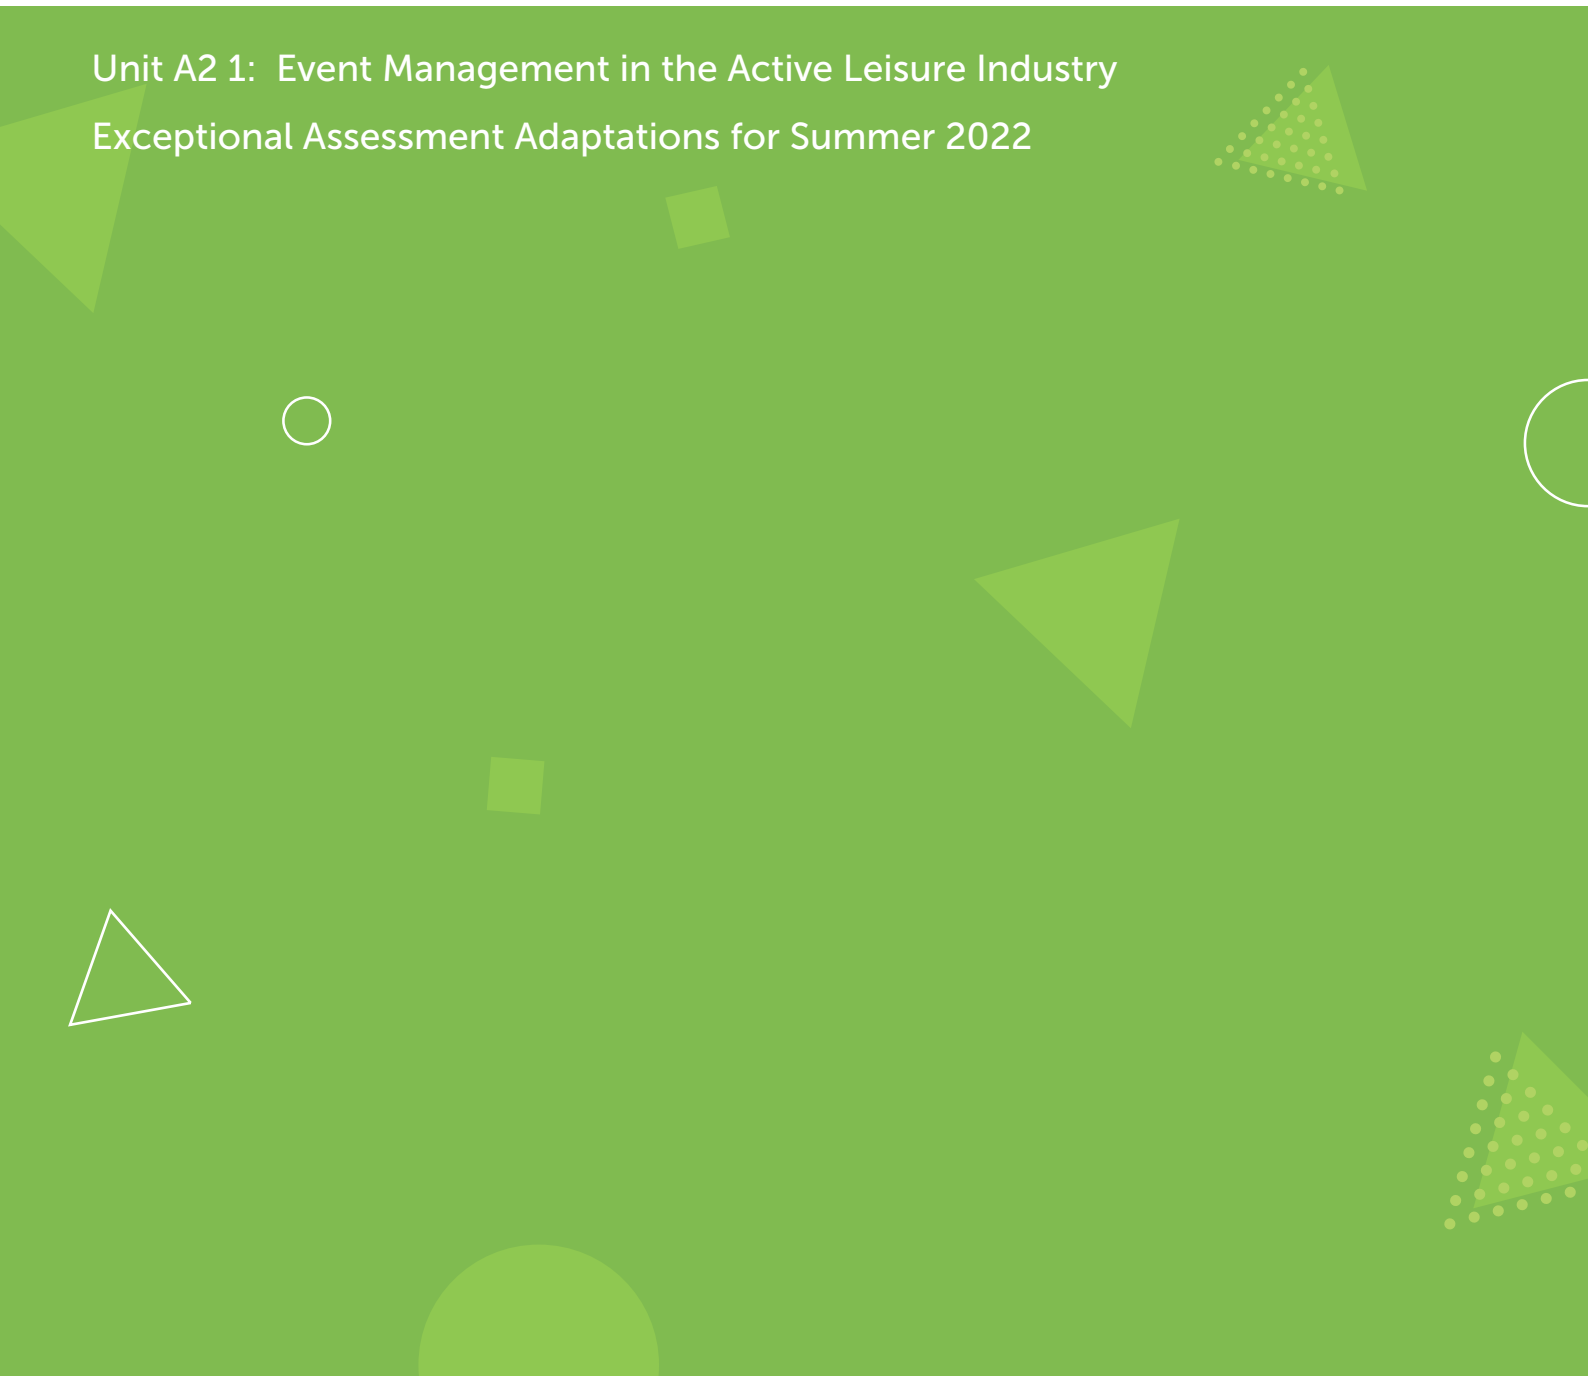 Unit A2 1: Event Management in the Active Leisure Industry
Exceptional Assessment Adaptations for Summer 2022